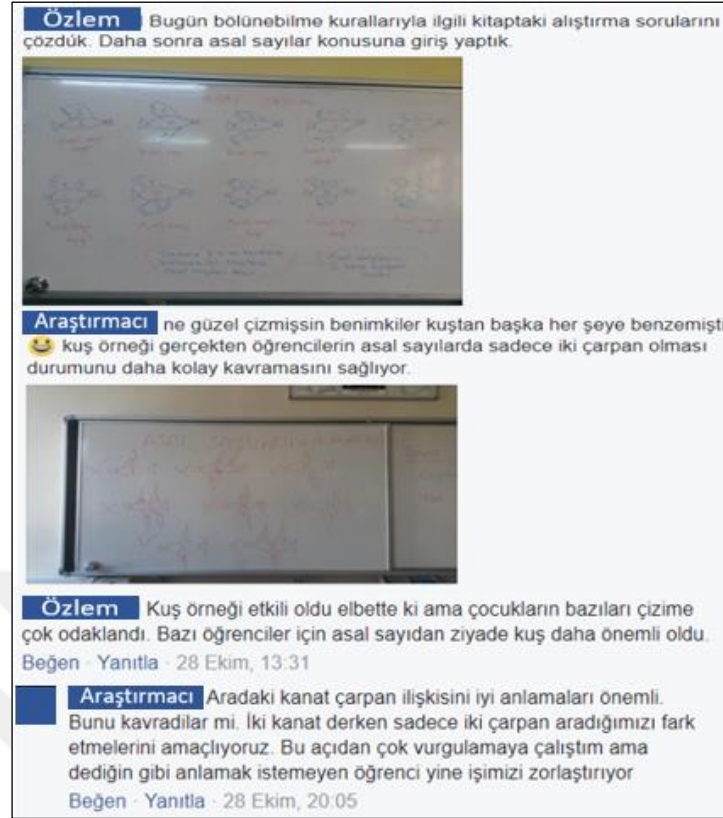 Özlem Bugün bölünebilme kurallarıyla ilgili kitaptaki alıştırma sorularını
çözdúk. Daha sonra asal sayılar konusuna giriş yaptık.
Araştırmacı ne güzel çizmişsin benimkiler kuştan başka her şeye benzemişti
kuş örneği gerçekten öğrencilerin asal sayılarda sadece iki çarpan olması
durumunu daha kolay kavramasını sağlıyor.
ASAL
Özlem Kuş örneği etkili oldu elbette ki ama çocukların bazıları çizime
çok odaklandı. Bazı öğrenciler için asal sayıdan ziyade kuş daha önemli oldu.
Beğen · Yanıtla · 28 Ekim, 13:31
Araştırmacı Aradaki kanat çarpan ilişkisini iyi anlamaları önemli.
Bunu kavradilar mi. İki kanat derken sadece iki çarpan aradığımızı fark
etmelerini amaçlıyoruz. Bu açıdan çok vurgulamaya çalıştım ama
dediğin gibi anlamak istemeyen öğrenci yine işimizi zorlaştırıyor
Beğen · Yanıtla · 28 Ekim, 20:05